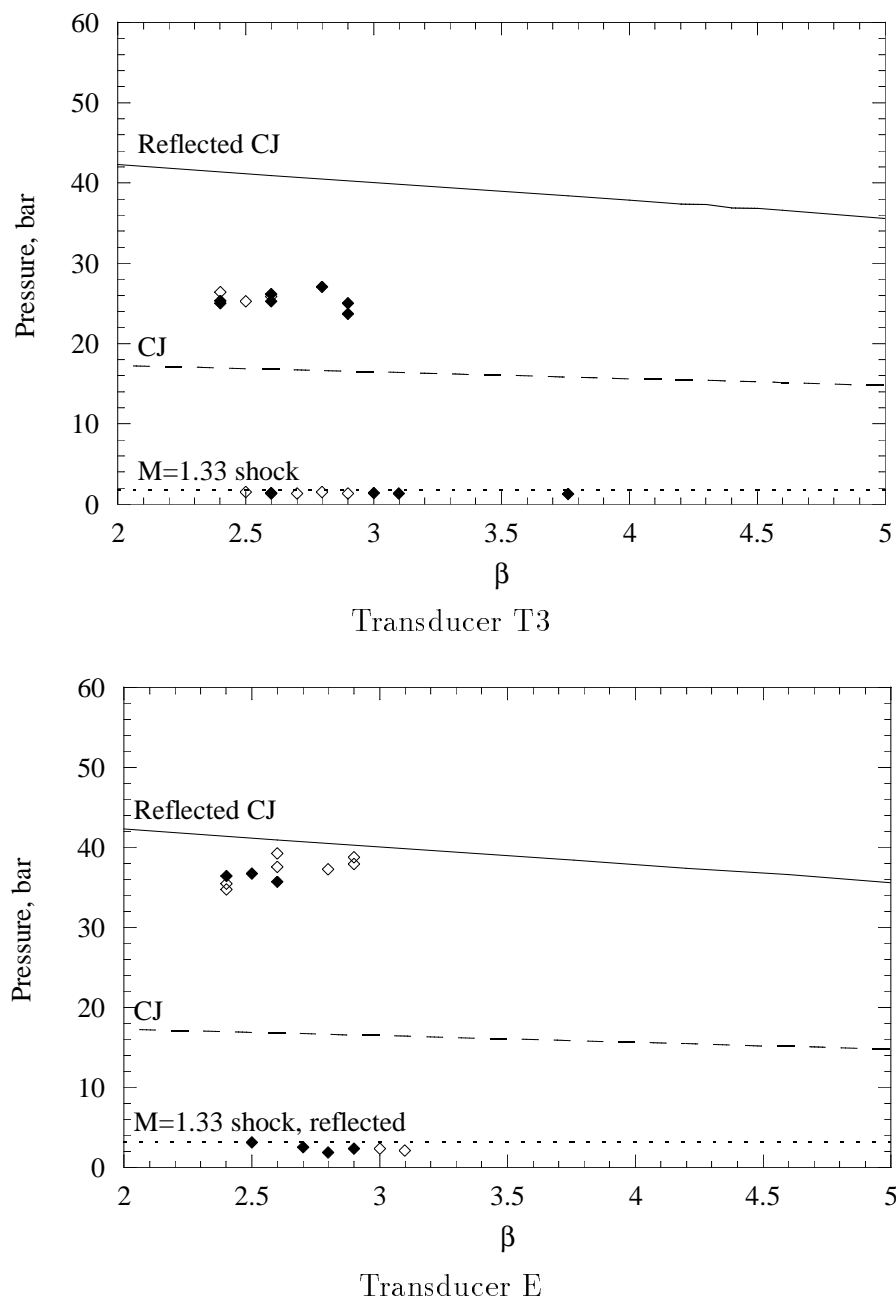 60
50
Reflected CJ
40
Pressure, bar
30
20
CJ
10
M=1.33 shock
0
2 2.5 3 3.5 4 4.5 5
β
Transducer T3
60
50
Reflected CJ
40
Pressure, bar
30
20
CJ
10
M=1.33 shock, reflected
0
2 2.5 3 3.5 4 4.5 5
β
Transducer E